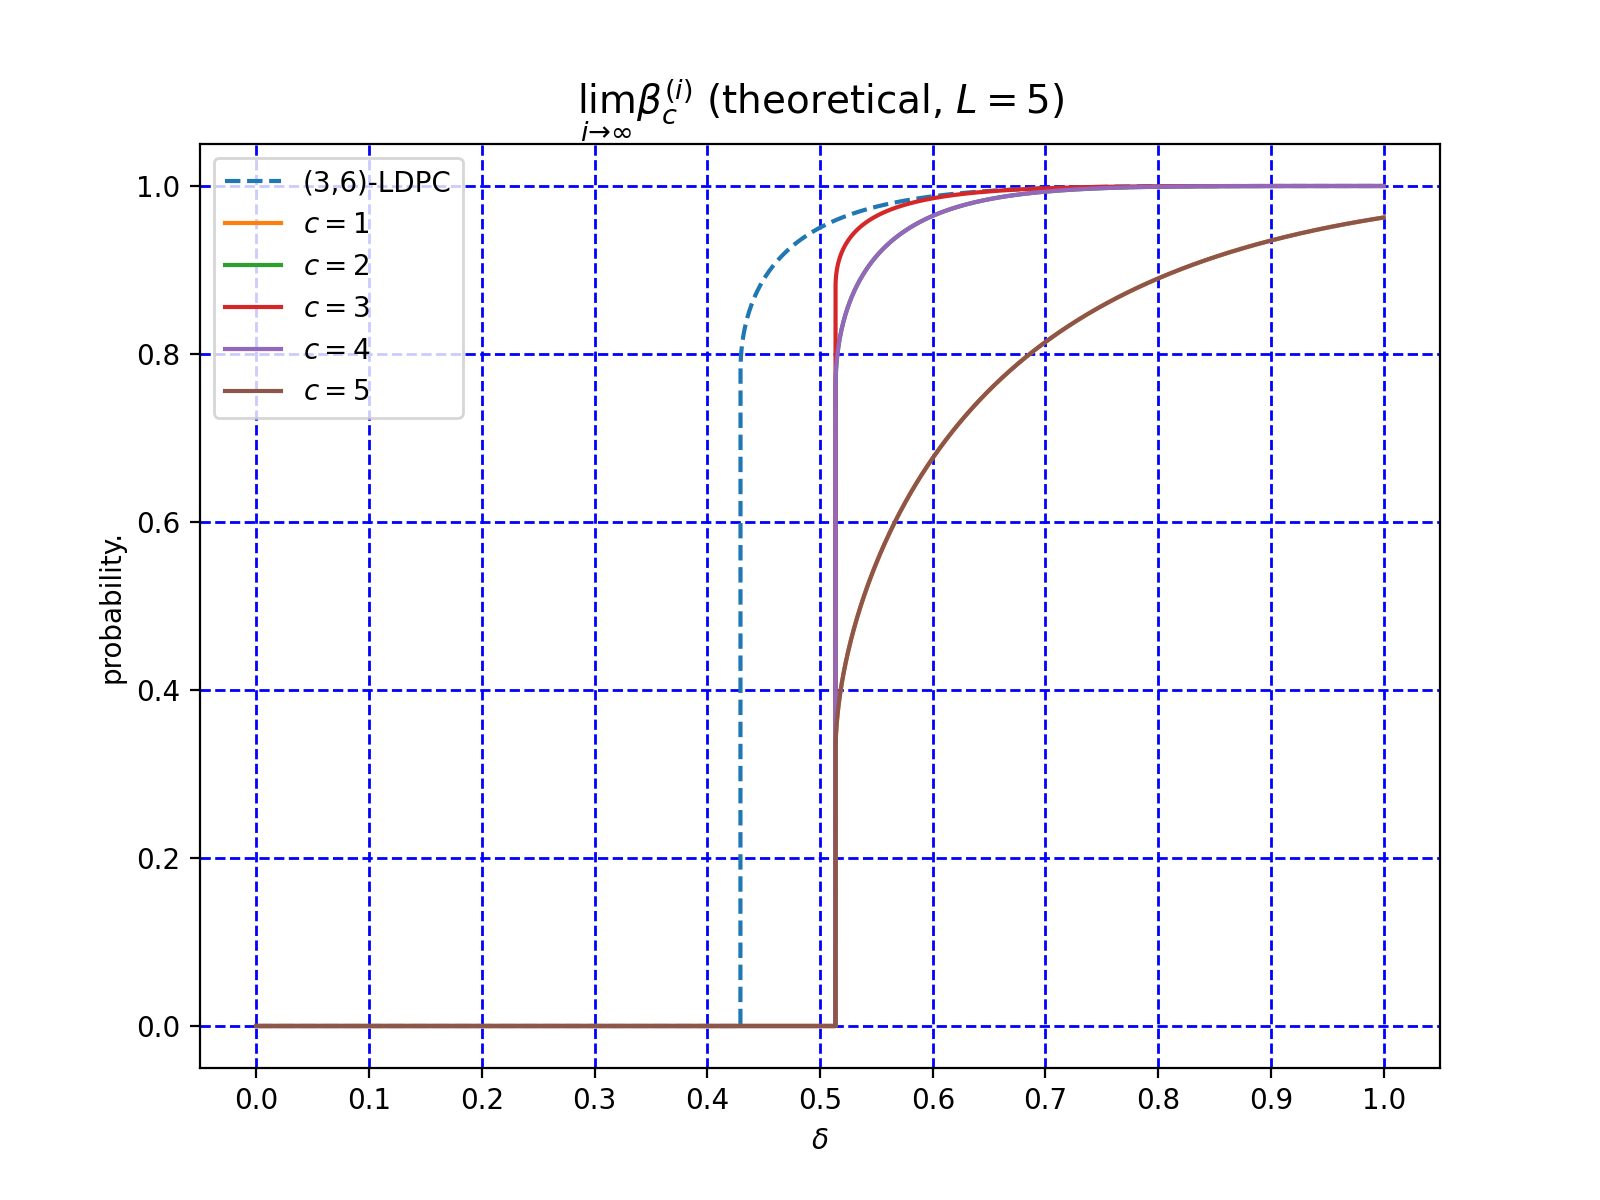 lim β_c^(i) (theoretical, L = 5)
i→∞
(3,6)-LDPC
c = 1
c = 2
c = 3
c = 4
c = 5
1.0
0.8
0.6
0.4
0.2
0.0
probability.
0.0 0.1 0.2 0.3 0.4 0.5 0.6 0.7 0.8 0.9 1.0
δ